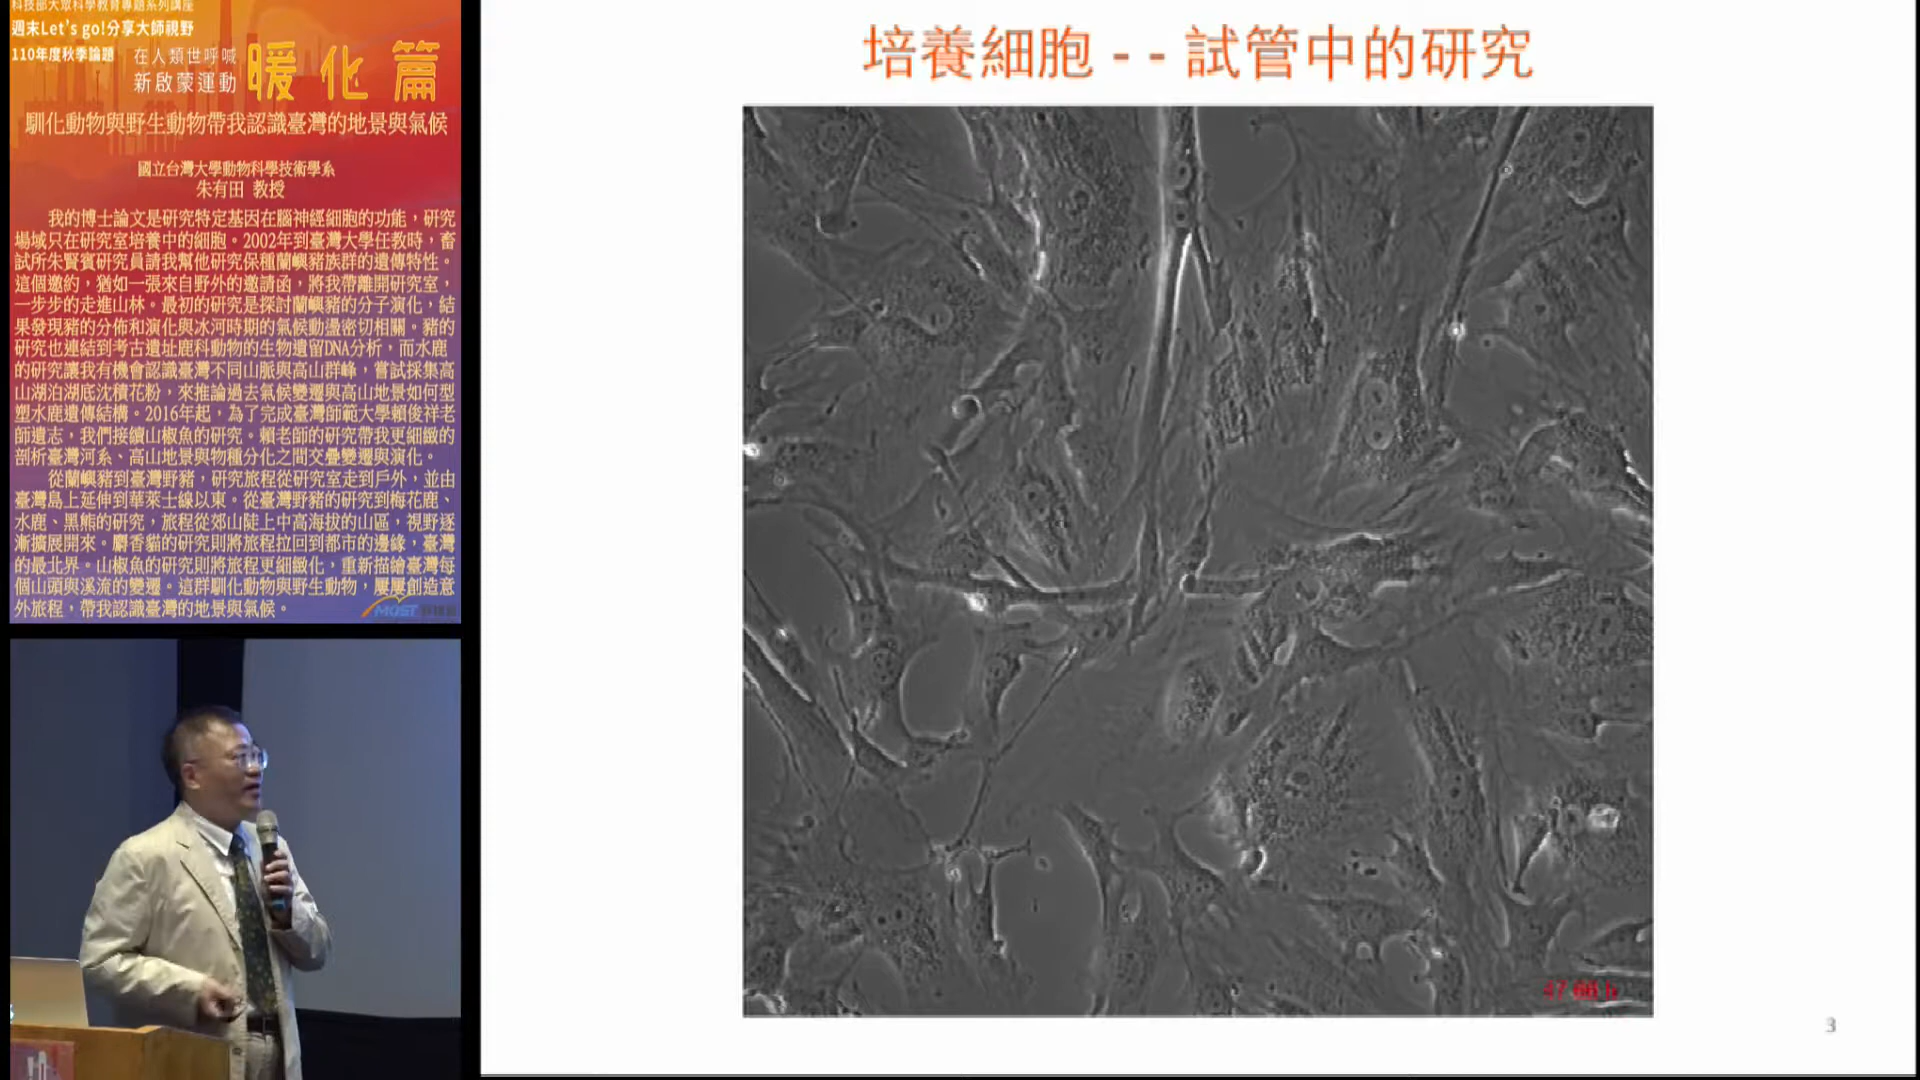 科技部大眾科學教育專題系列講座
週末Let's go!分享大師視野
110年度秋季論題
在人類世呼喊
新啟蒙運動
暖化篇
馴化動物與野生動物帶我認識臺灣的地景與氣候
國立台灣大學動物科學技術學系
朱有田 教授
我的博士論文是研究特定基因在腦神經細胞的功能，研究
場域只在研究室培養中的細胞。2002年到臺灣大學任教時，畜
試所朱賢賓研究員請我幫他研究保種蘭嶼豬族群的遺傳特性。
這個邀約，猶如一張來自野外的邀請函，將我帶離開研究室，
一步步的走進山林。最初的研究是探討蘭嶼豬的分子演化，結
果發現豬的分佈和演化與冰河時期的氣候動盪密切相關。豬的
研究也連結到考古遺址鹿科動物的生物遺留DNA分析，而水鹿
的研究讓我有機會認識臺灣不同山脈與高山群峰，嘗試採集高
山湖泊湖底沈積花粉，來推論過去氣候變遷與高山地景如何型
塑水鹿遺傳結構。2016年起，為了完成臺灣師範大學賴俊祥老
師遺志，我們接續山椒魚的研究。賴老師的研究帶我更細緻的
剖析臺灣河系、高山地景與物種分化之間交疊變遷與演化。
從蘭嶼豬到臺灣野豬，研究旅程從研究室走到戶外，並由
臺灣島上延伸到華萊士線以東。從臺灣野豬的研究到梅花鹿、
水鹿、黑熊的研究，旅程從郊山陡上中高海拔的山區，視野逐
漸擴展開來。麝香貓的研究則將旅程拉回到都市的邊緣，臺灣
的最北界。山椒魚的研究則將旅程更細緻化，重新描繪臺灣每
個山頭與溪流的變遷。這群馴化動物與野生動物，屢屢創造意
外旅程，帶我認識臺灣的地景與氣候。
MOST
培養細胞 - - 試管中的研究
3